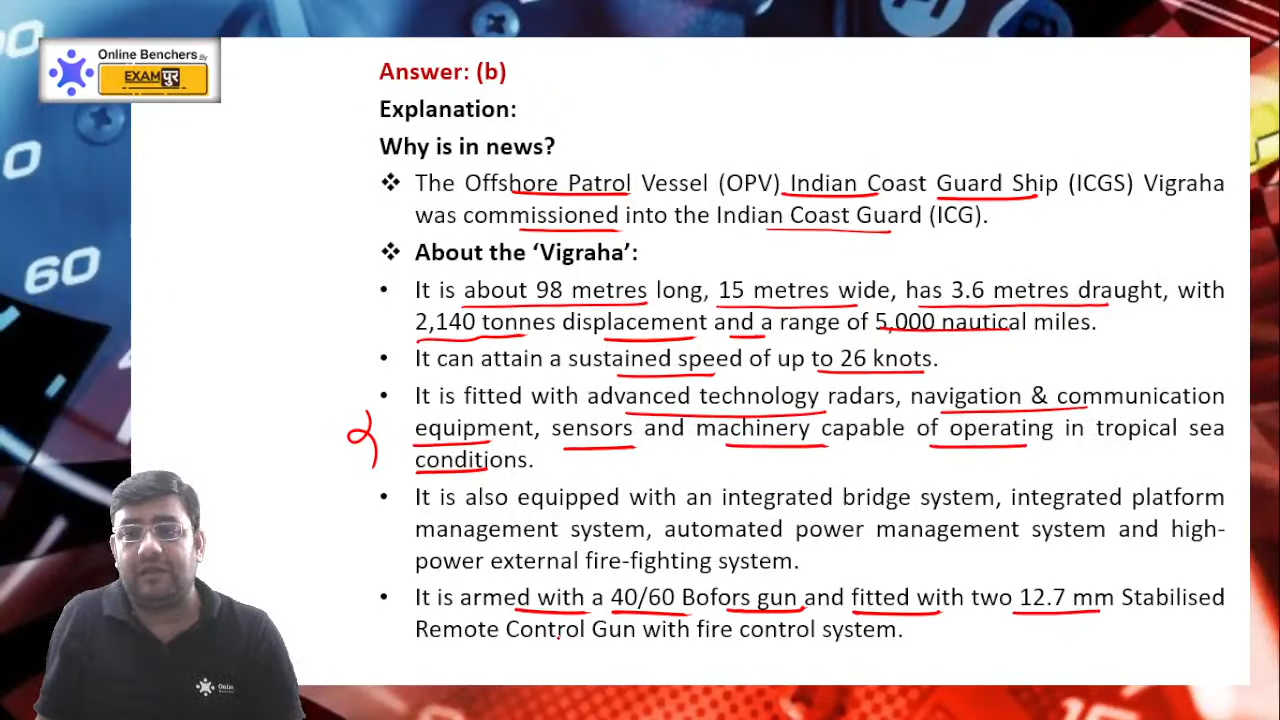 Online Benchers By
EXAMपुर
Answer: (b)
Explanation:
Why is in news?
❖ The Offshore Patrol Vessel (OPV) Indian Coast Guard Ship (ICGS) Vigraha
was commissioned into the Indian Coast Guard (ICG).
❖ About the ‘Vigraha’:
• It is about 98 metres long, 15 metres wide, has 3.6 metres draught, with
2,140 tonnes displacement and a range of 5,000 nautical miles.
• It can attain a sustained speed of up to 26 knots.
• It is fitted with advanced technology radars, navigation & communication
equipment, sensors and machinery capable of operating in tropical sea
conditions.
• It is also equipped with an integrated bridge system, integrated platform
management system, automated power management system and high-
power external fire-fighting system.
• It is armed with a 40/60 Bofors gun and fitted with two 12.7 mm Stabilised
Remote Control Gun with fire control system.
60